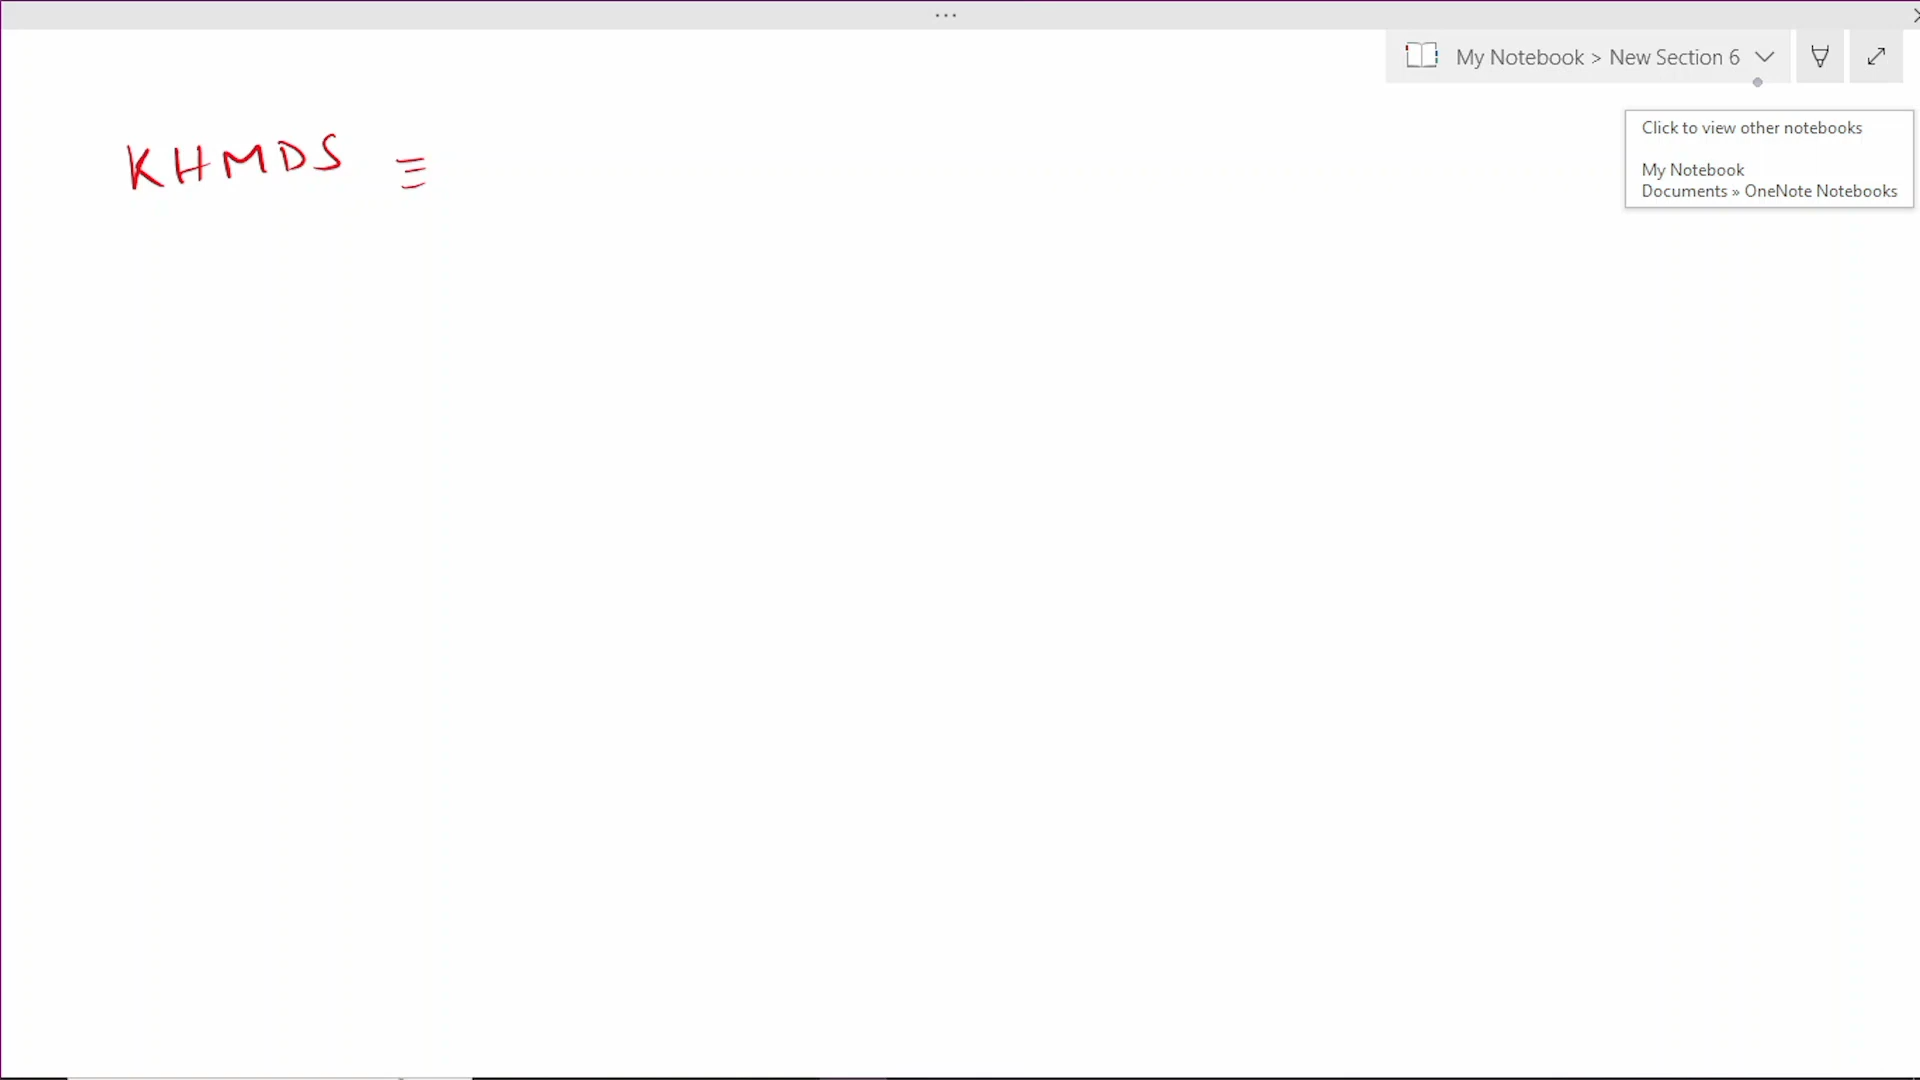 ...
My Notebook > New Section 6
Click to view other notebooks
My Notebook
Documents » OneNote Notebooks
KHMDS ≡